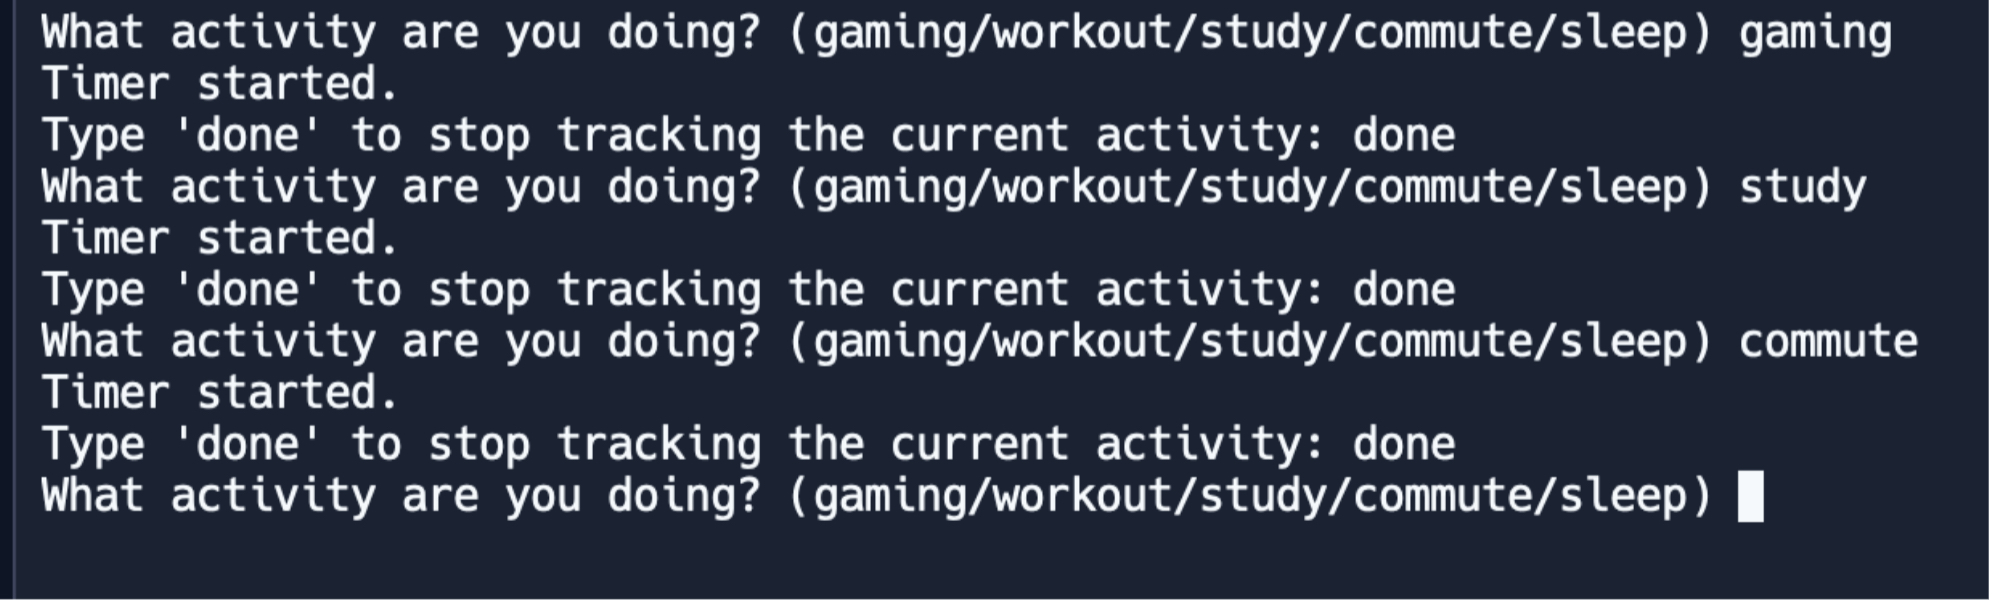 What activity are you doing? (gaming/workout/study/commute/sleep) gaming
Timer started.
Type 'done' to stop tracking the current activity: done
What activity are you doing? (gaming/workout/study/commute/sleep) study
Timer started.
Type 'done' to stop tracking the current activity: done
What activity are you doing? (gaming/workout/study/commute/sleep) commute
Timer started.
Type 'done' to stop tracking the current activity: done
What activity are you doing? (gaming/workout/study/commute/sleep)